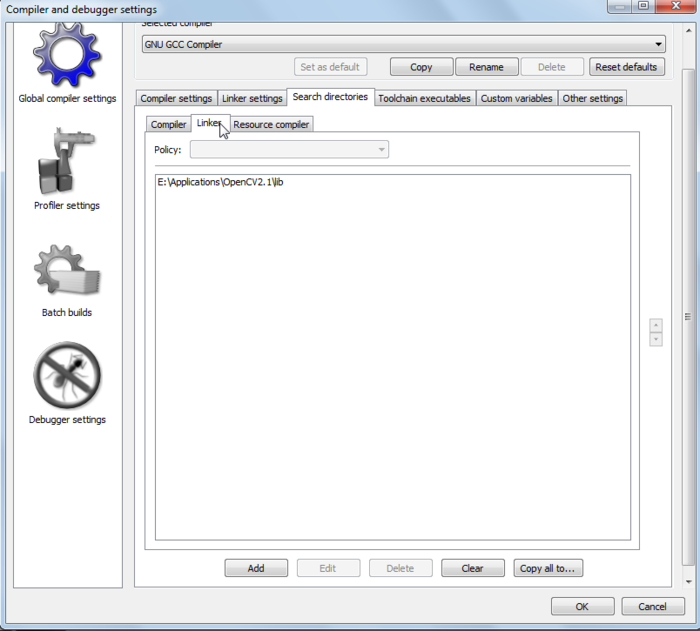 Compiler and debugger settings
Selected compiler
GNU GCC Compiler
Set as default Copy Rename Delete Reset defaults
Global compiler settings
Compiler settings Linker settings Search directories Toolchain executables Custom variables Other settings
Compiler Linker Resource compiler
Policy:
E:\Applications\OpenCV2.1\lib
Profiler settings
Batch builds
Debugger settings
Add Edit Delete Clear Copy all to...
OK Cancel